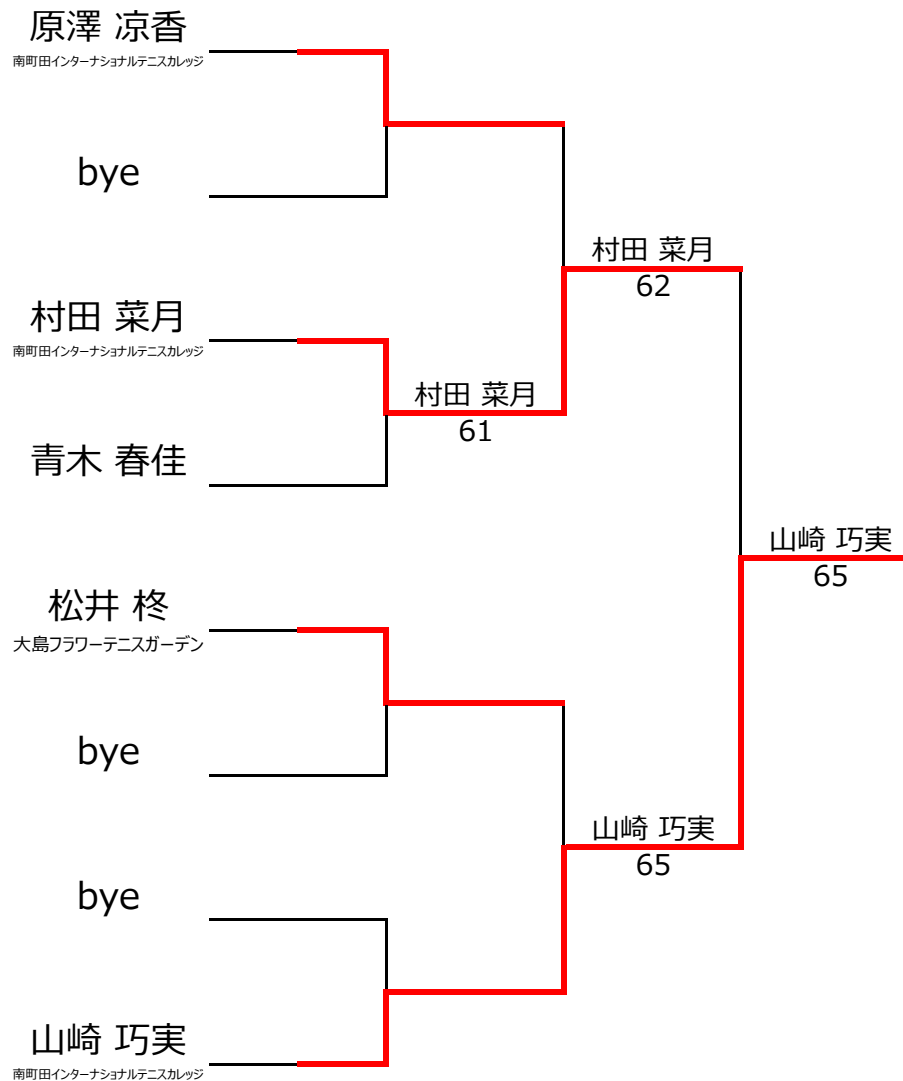 原澤 凉香
南町田インターナショナルテニスカレッジ
bye
村田 菜月
62
村田 菜月
南町田インターナショナルテニスカレッジ
村田 菜月
61
青木 春佳
山崎 巧実
65
松井 柊
大島フラワーテニスガーデン
bye
山崎 巧実
65
bye
山崎 巧実
南町田インターナショナルテニスカレッジ